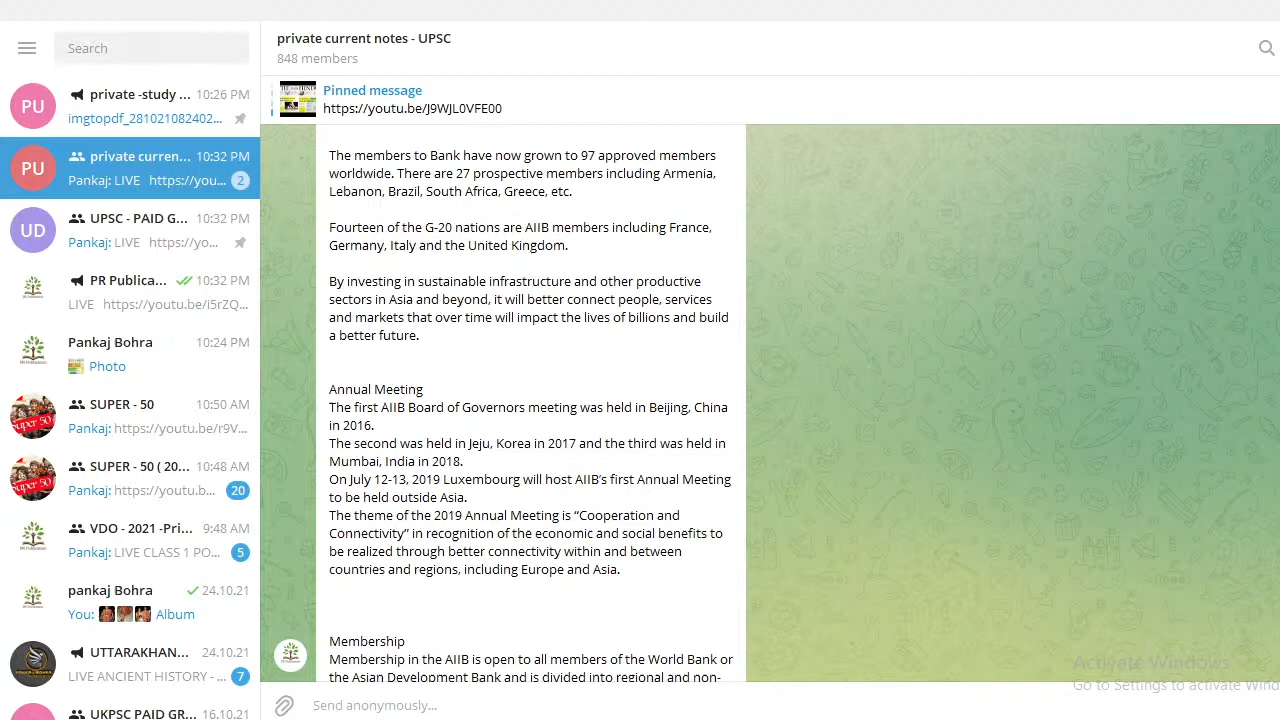 Search
private current notes - UPSC
848 members
Pinned message
https://youtu.be/J9WJL0VFE00
PU
private -study ... 10:26 PM
imgtopdf_281021082402...
PU
private curren... 10:32 PM
Pankaj: LIVE https://you... 2
UD
UPSC - PAID G... 10:32 PM
Pankaj: LIVE https://yo...
PR Publica... 10:32 PM
LIVE https://youtu.be/i5rZQ...
Pankaj Bohra 10:24 PM
Photo
SUPER - 50 10:50 AM
Pankaj: https://youtu.be/r9V...
SUPER - 50 ( 20... 10:48 AM
Pankaj: https://youtu.b... 20
VDO - 2021 -Pri... 9:48 AM
Pankaj: LIVE CLASS 1 PO... 5
pankaj Bohra 24.10.21
You: Album
UTTARAKHAN... 24.10.21
LIVE ANCIENT HISTORY - ... 7
UKPSC PAID GR... 16.10.21
The members to Bank have now grown to 97 approved members
worldwide. There are 27 prospective members including Armenia,
Lebanon, Brazil, South Africa, Greece, etc.
Fourteen of the G-20 nations are AIIB members including France,
Germany, Italy and the United Kingdom.
By investing in sustainable infrastructure and other productive
sectors in Asia and beyond, it will better connect people, services
and markets that over time will impact the lives of billions and build
a better future.
Annual Meeting
The first AIIB Board of Governors meeting was held in Beijing, China
in 2016.
The second was held in Jeju, Korea in 2017 and the third was held in
Mumbai, India in 2018.
On July 12-13, 2019 Luxembourg will host AIIB’s first Annual Meeting
to be held outside Asia.
The theme of the 2019 Annual Meeting is “Cooperation and
Connectivity” in recognition of the economic and social benefits to
be realized through better connectivity within and between
countries and regions, including Europe and Asia.
Membership
Membership in the AIIB is open to all members of the World Bank or
the Asian Development Bank and is divided into regional and non-
Send anonymously...
Activate Windows
Go to Settings to activate Wind